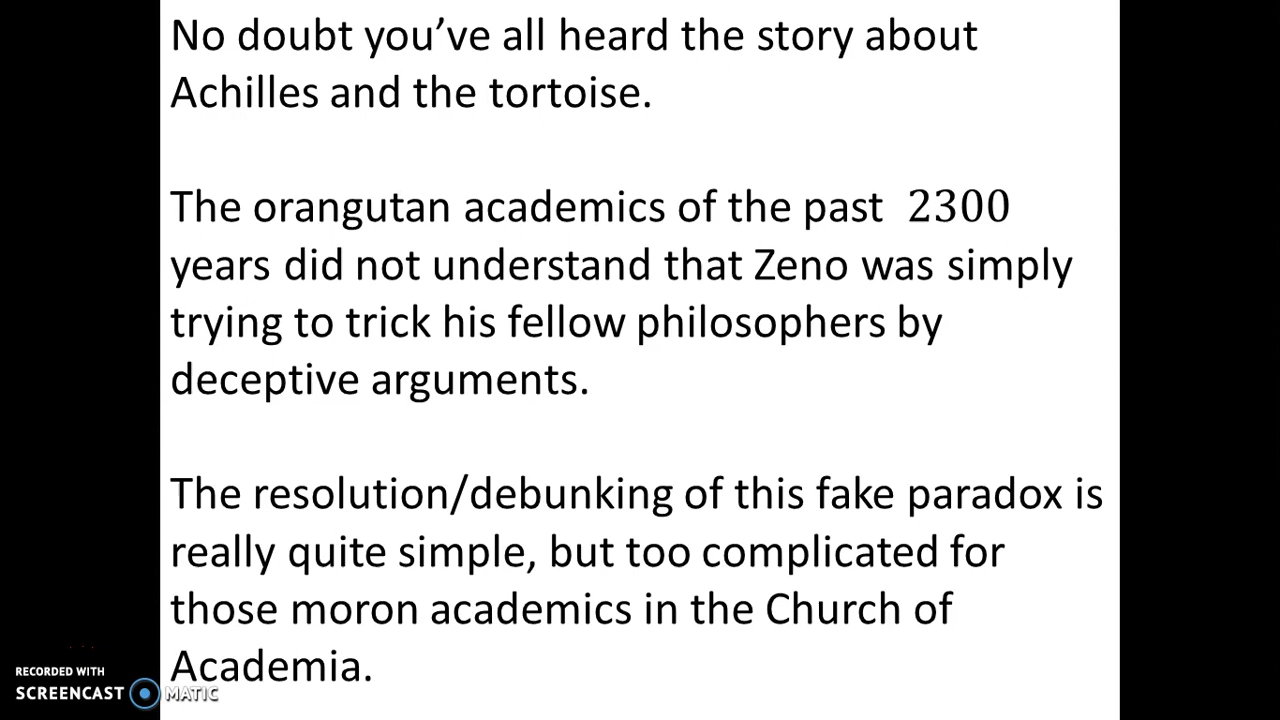 No doubt you’ve all heard the story about
Achilles and the tortoise.
The orangutan academics of the past 2300
years did not understand that Zeno was simply
trying to trick his fellow philosophers by
deceptive arguments.
The resolution/debunking of this fake paradox is
really quite simple, but too complicated for
those moron academics in the Church of
Academia.
RECORDED WITH
SCREENCAST MATIC